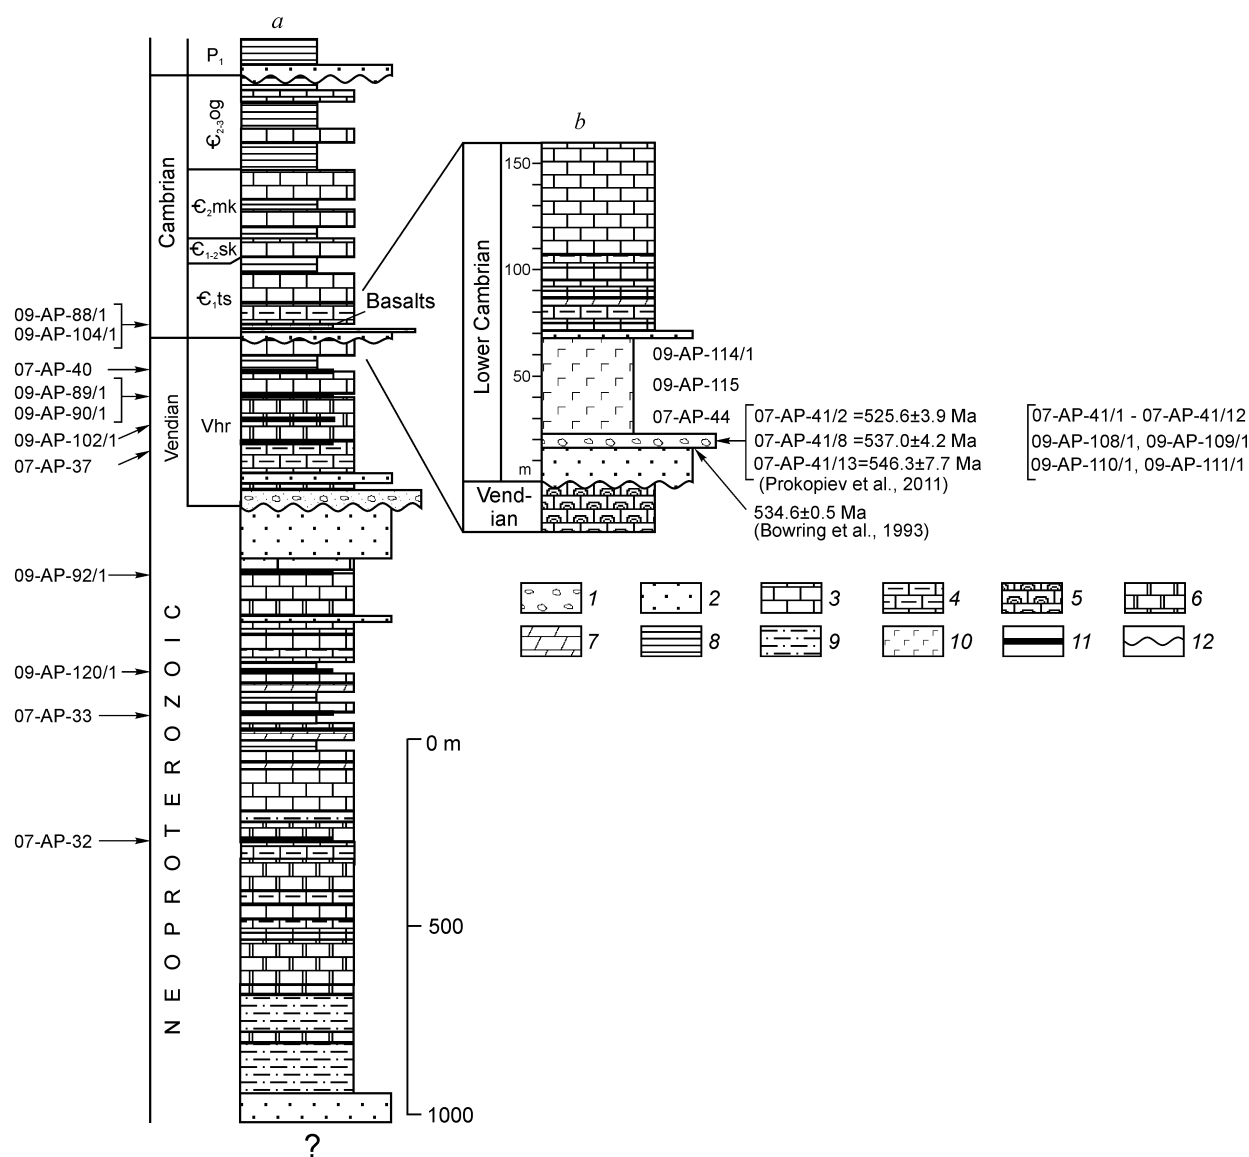 a
P1
Є2-3og
Cambrian
Є2mk
Є1-2sk
Є1ts
Basalts
09-AP-88/1
09-AP-104/1
07-AP-40
09-AP-89/1
09-AP-90/1
09-AP-102/1
07-AP-37
Vendian
Vhr
09-AP-92/1
09-AP-120/1
07-AP-33
07-AP-32
NEOPROTEROZOIC
0 m
500
1000
?
b
150
100
50
m
Lower Cambrian
Vend-
ian
09-AP-114/1
09-AP-115
07-AP-44
07-AP-41/2 =525.6±3.9 Ma
07-AP-41/8 =537.0±4.2 Ma
07-AP-41/13=546.3±7.7 Ma
(Prokopiev et al., 2011)
534.6±0.5 Ma
(Bowring et al., 1993)
07-AP-41/1 - 07-AP-41/12
09-AP-108/1, 09-AP-109/1
09-AP-110/1, 09-AP-111/1
1 2 3 4 5 6
7 8 9 10 11 12